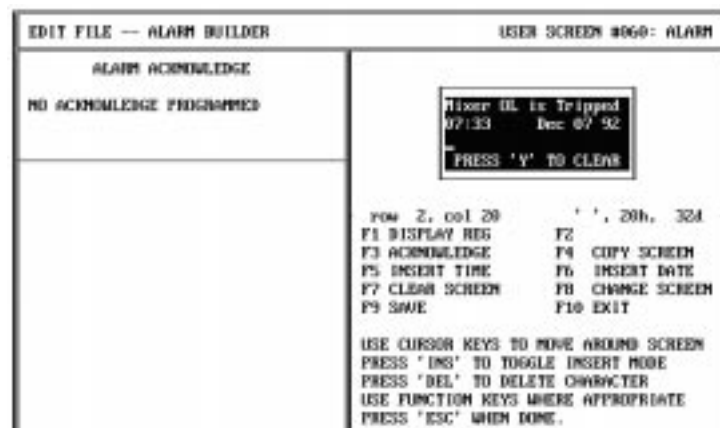 EDIT FILE -- ALARM BUILDER
USER SCREEN #060: ALARM
ALARM ACKNOWLEDGE
NO ACKNOWLEDGE PROGRAMMED
Mixer OL is Tripped
07:33 Dec 07 92
PRESS 'Y' TO CLEAR
row 2, col 20 ' ', 20h, 32d
F1 DISPLAY REG F2
F3 ACKNOWLEDGE F4 COPY SCREEN
F5 INSERT TIME F6 INSERT DATE
F7 CLEAR SCREEN F8 CHANGE SCREEN
F9 SAVE F10 EXIT
USE CURSOR KEYS TO MOVE AROUND SCREEN
PRESS 'INS' TO TOGGLE INSERT MODE
PRESS 'DEL' TO DELETE CHARACTER
USE FUNCTION KEYS WHERE APPROPRIATE
PRESS 'ESC' WHEN DONE.